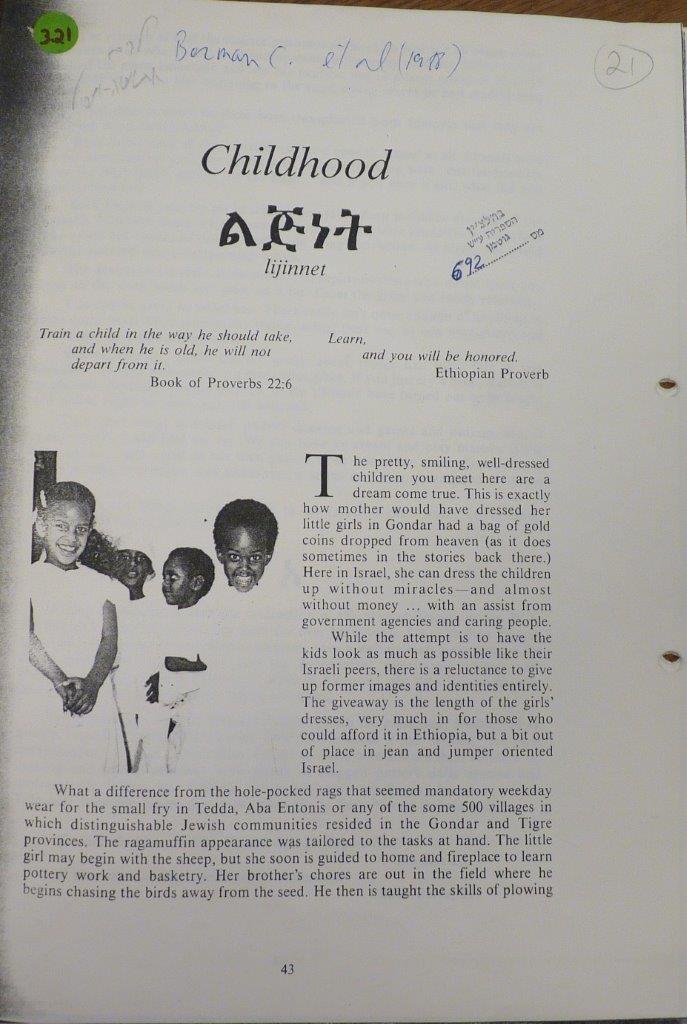 321
et al (1988)
21
Childhood
ልጅነት
lijinnet
הספריות
מס
692
Train a child in the way he should take,
and when he is old, he will not
depart from it.
Book of Proverbs 22:6
Learn,
and you will be honored.
Ethiopian Proverb
The pretty, smiling, well-dressed
children you meet here are a
dream come true. This is exactly
how mother would have dressed her
little girls in Gondar had a bag of gold
coins dropped from heaven (as it does
sometimes in the stories back there.)
Here in Israel, she can dress the children
up without miracles—and almost
without money ... with an assist from
government agencies and caring people.
While the attempt is to have the
kids look as much as possible like their
Israeli peers, there is a reluctance to give
up former images and identities entirely.
The giveaway is the length of the girls'
dresses, very much in for those who
could afford it in Ethiopia, but a bit out
of place in jean and jumper oriented
Israel.
What a difference from the hole-pocked rags that seemed mandatory weekday
wear for the small fry in Tedda, Aba Entonis or any of the some 500 villages in
which distinguishable Jewish communities resided in the Gondar and Tigre
provinces. The ragamuffin appearance was tailored to the tasks at hand. The little
girl may begin with the sheep, but she soon is guided to home and fireplace to learn
pottery work and basketry. Her brother's chores are out in the field where he
begins chasing the birds away from the seed. He then is taught the skills of plowing
43